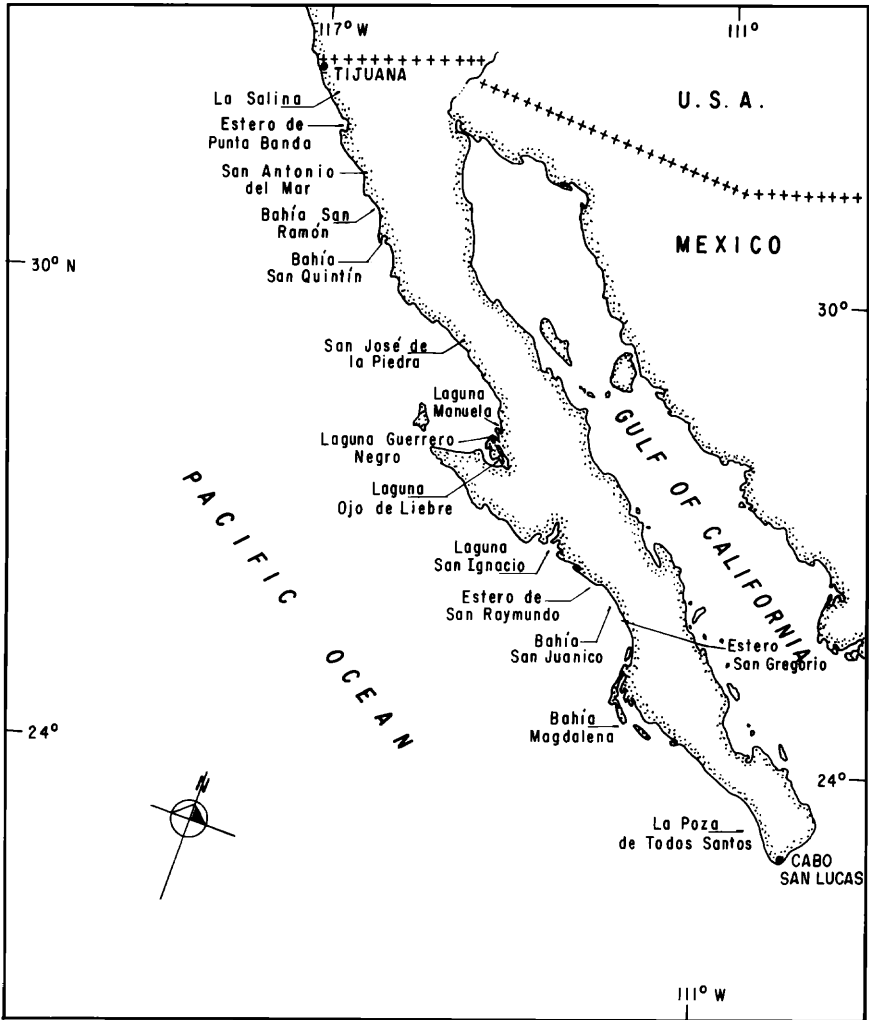 117° W
111°
TIJUANA
U.S.A.
La Salina
Estero de
Punta Banda
San Antonio
del Mar
Bahía San
Ramón
MEXICO
30° N
Bahía
San Quintín
30°
San José de
la Piedra
Laguna
Manuela
Laguna Guerrero
Negro
GULF OF CALIFORNIA
Laguna
Ojo de Liebre
PACIFIC OCEAN
Laguna
San Ignacio
Estero de
San Raymundo
Bahía
San Juanico
Estero
San Gregorio
24°
Bahía
Magdalena
24°
N
La Poza
de Todos Santos
CABO
SAN LUCAS
111° W